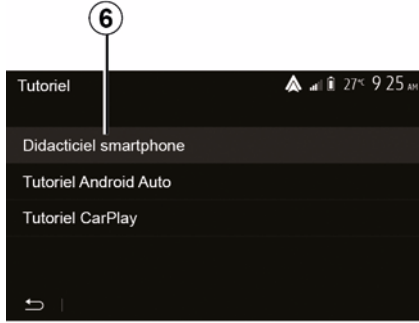 6
Tutoriel 27°C 9 25 AM
Didacticiel smartphone
Tutoriel Android Auto
Tutoriel CarPlay